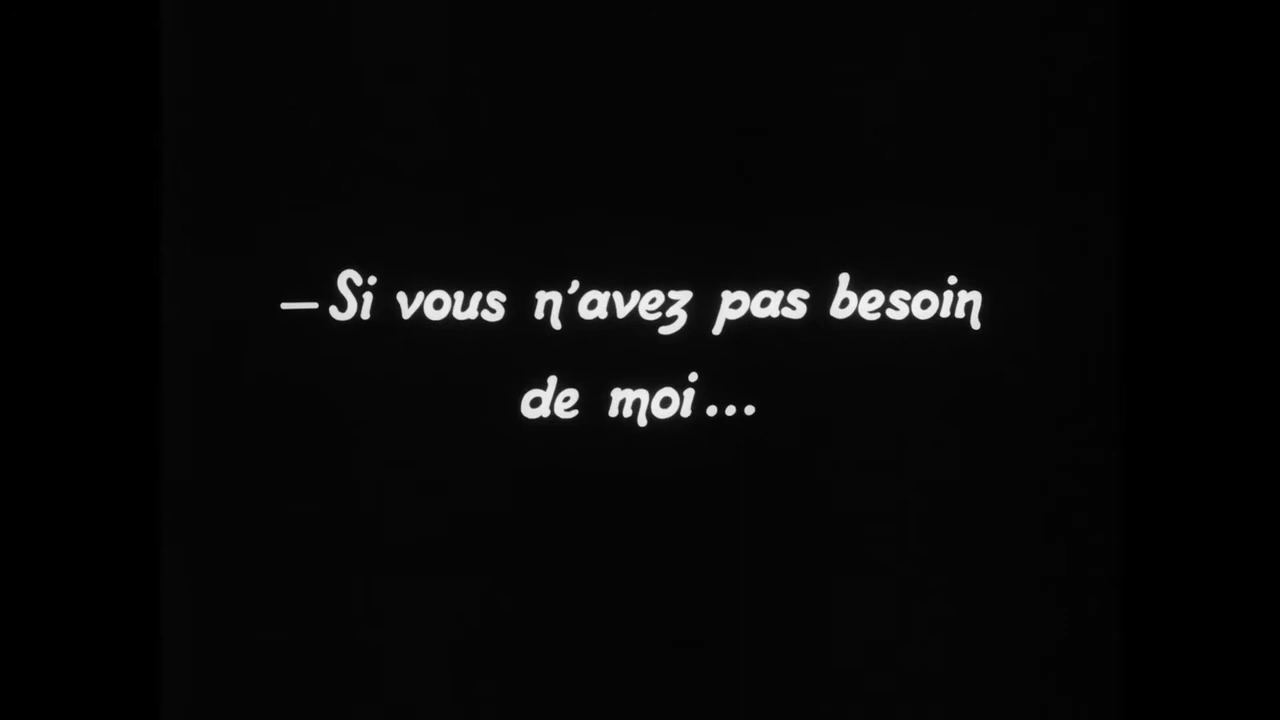 — Si vous n'avez pas besoin
de moi...